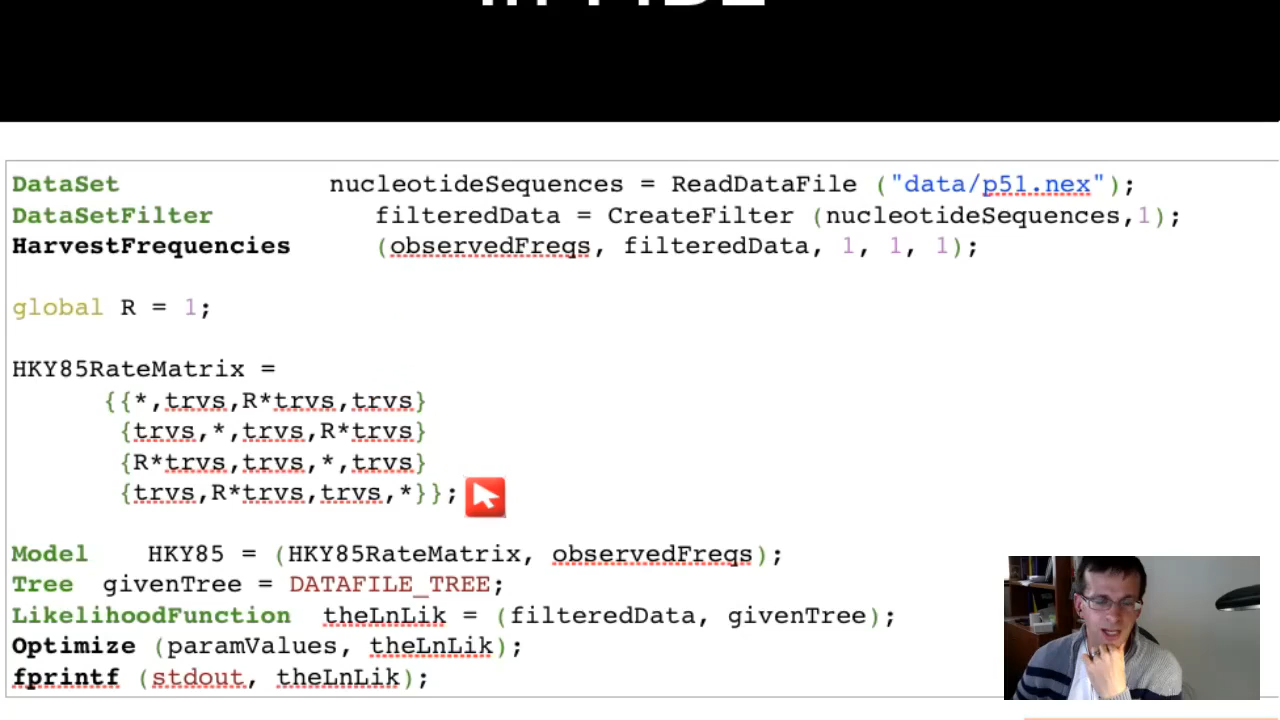 DataSet nucleotideSequences = ReadDataFile ("data/p51.nex");
DataSetFilter filteredData = CreateFilter (nucleotideSequences,1);
HarvestFrequencies (observedFreqs, filteredData, 1, 1, 1);
global R = 1;
HKY85RateMatrix =
{{*,trvs,R*trvs,trvs}
{trvs,*,trvs,R*trvs}
{R*trvs,trvs,*,trvs}
{trvs,R*trvs,trvs,*}};
Model HKY85 = (HKY85RateMatrix, observedFreqs);
Tree givenTree = DATAFILE_TREE;
LikelihoodFunction theLnLik = (filteredData, givenTree);
Optimize (paramValues, theLnLik);
fprintf (stdout, theLnLik);